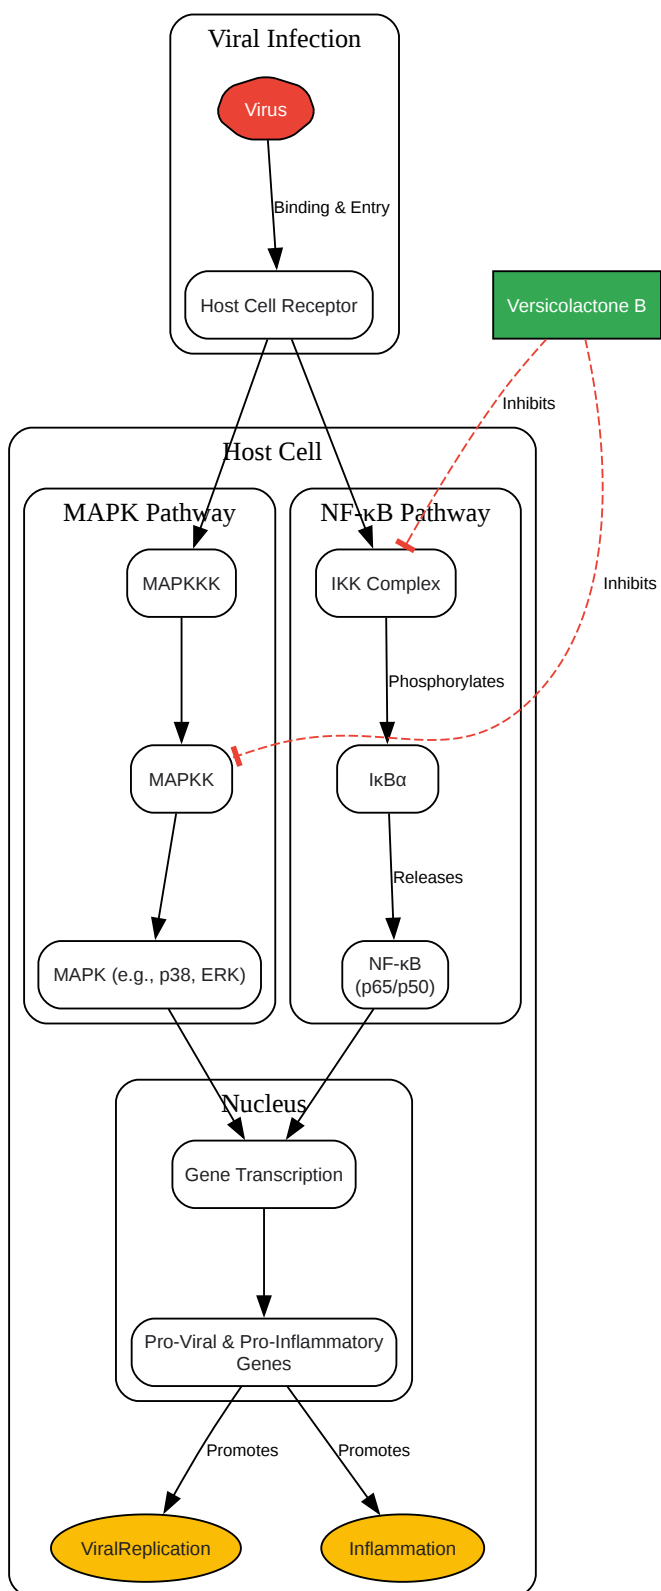 Viral Infection
Virus
Binding & Entry
Host Cell Receptor
Versicolactone B
Inhibits
Host Cell
MAPK Pathway
NF-κB Pathway
MAPKKK
IKK Complex
Inhibits
Phosphorylates
MAPKK
IκBα
Releases
MAPK (e.g., p38, ERK)
NF-κB
(p65/p50)
Nucleus
Gene Transcription
Pro-Viral & Pro-Inflammatory
Genes
Promotes
Promotes
ViralReplication
Inflammation